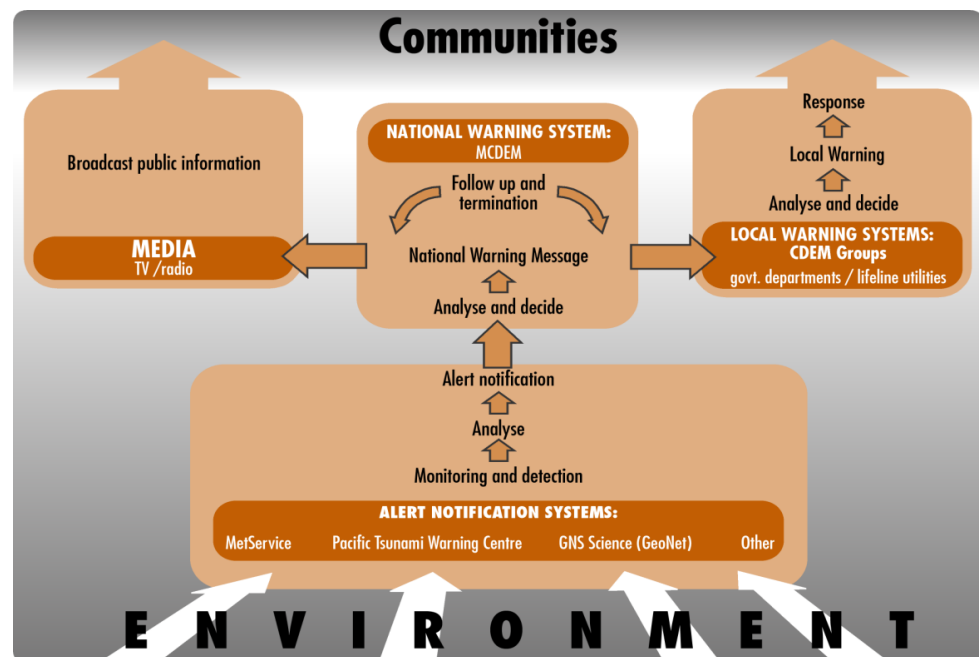 Communities
Broadcast public information
MEDIA
TV /radio
NATIONAL WARNING SYSTEM:
MCDEM
Follow up and
termination
National Warning Message
Analyse and decide
Response
Local Warning
Analyse and decide
LOCAL WARNING SYSTEMS:
CDEM Groups
govt. departments / lifeline utilities
Alert notification
Analyse
Monitoring and detection
ALERT NOTIFICATION SYSTEMS:
MetService Pacific Tsunami Warning Centre GNS Science (GeoNet) Other
ENVIRONMENT